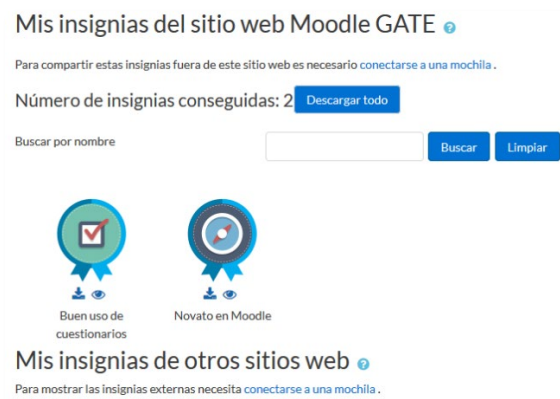 Mis insignias del sitio web Moodle GATE
Para compartir estas insignias fuera de este sitio web es necesario conectarse a una mochila .
Número de insignias conseguidas: 2 Descargar todo
Buscar por nombre Buscar Limpiar
Buen uso de
cuestionarios
Novato en Moodle
Mis insignias de otros sitios web
Para mostrar las insignias externas necesita conectarse a una mochila .